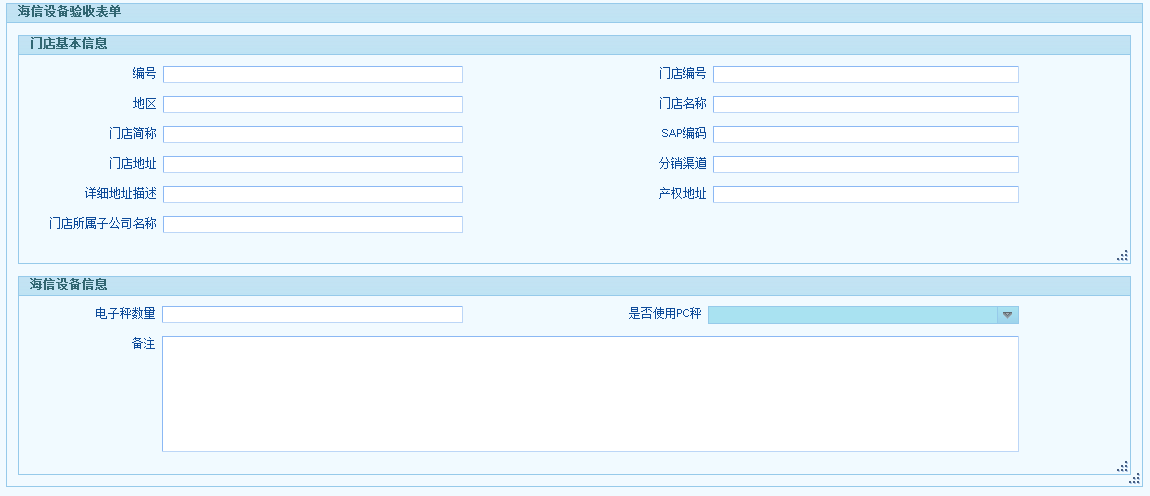 海信设备验收表单
门店基本信息
编号 门店编号
地区 门店名称
门店简称 SAP编码
门店地址 分销渠道
详细地址描述 产权地址
门店所属子公司名称
海信设备信息
电子秤数量 是否使用PC秤
备注